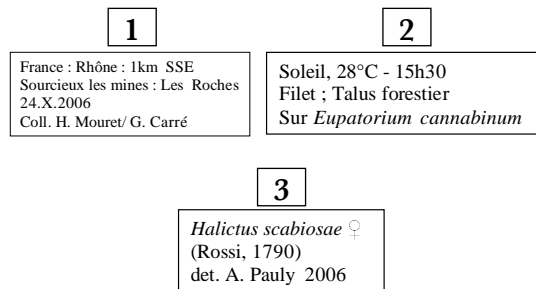 1
France : Rhône : 1km SSE
Sourcieux les mines : Les Roches
24.X.2006
Coll. H. Mouret/ G. Carré
2
Soleil, 28°C - 15h30
Filet ; Talus forestier
Sur Eupatorium cannabinum
3
Halictus scabiosae ♀
(Rossi, 1790)
det. A. Pauly 2006